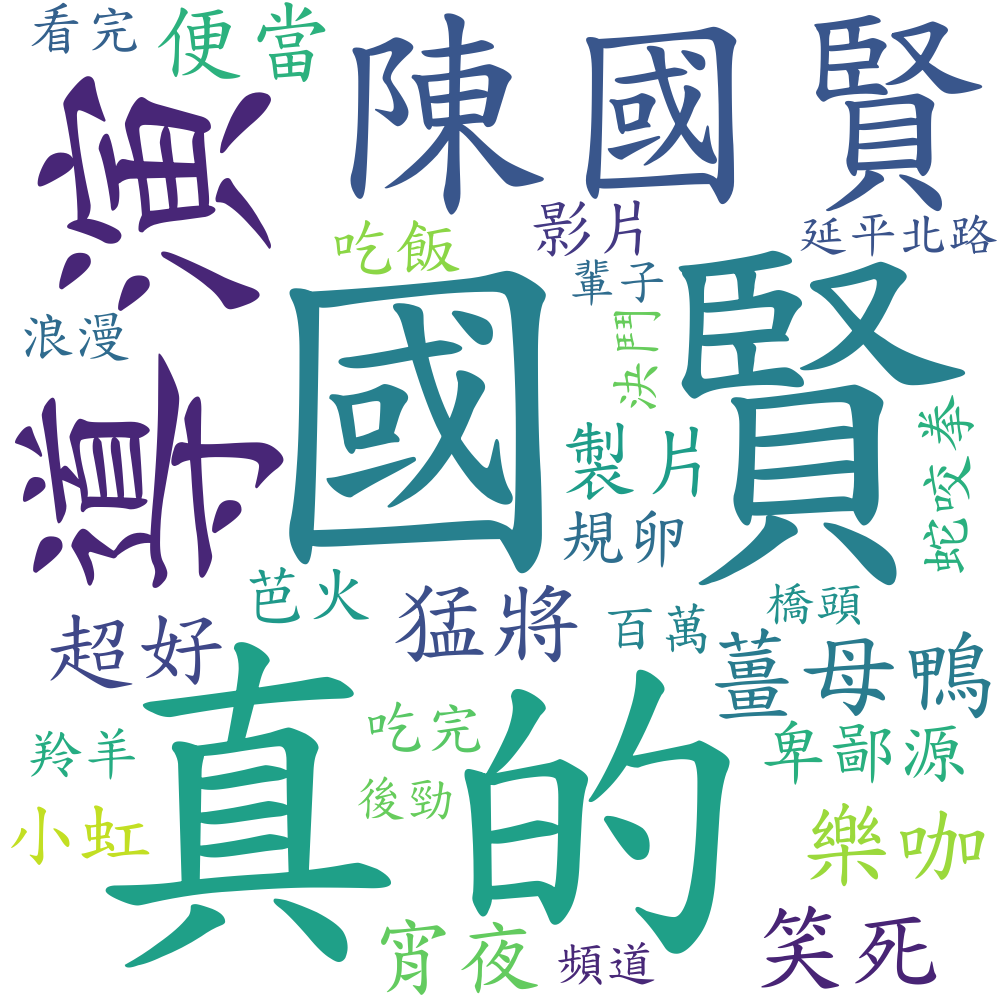 看完
便當
陳國賢
導演
吃飯
影片
延平北路
輩子
浪漫
國賢
決鬥
製片
蛇咬拳
規卵
芭火
猛將
百萬
橋頭
超好
薑母鴨
真的
吃完
卑鄙源
羚羊
後勁
小虹
樂咖
宵夜
頻道
笑死